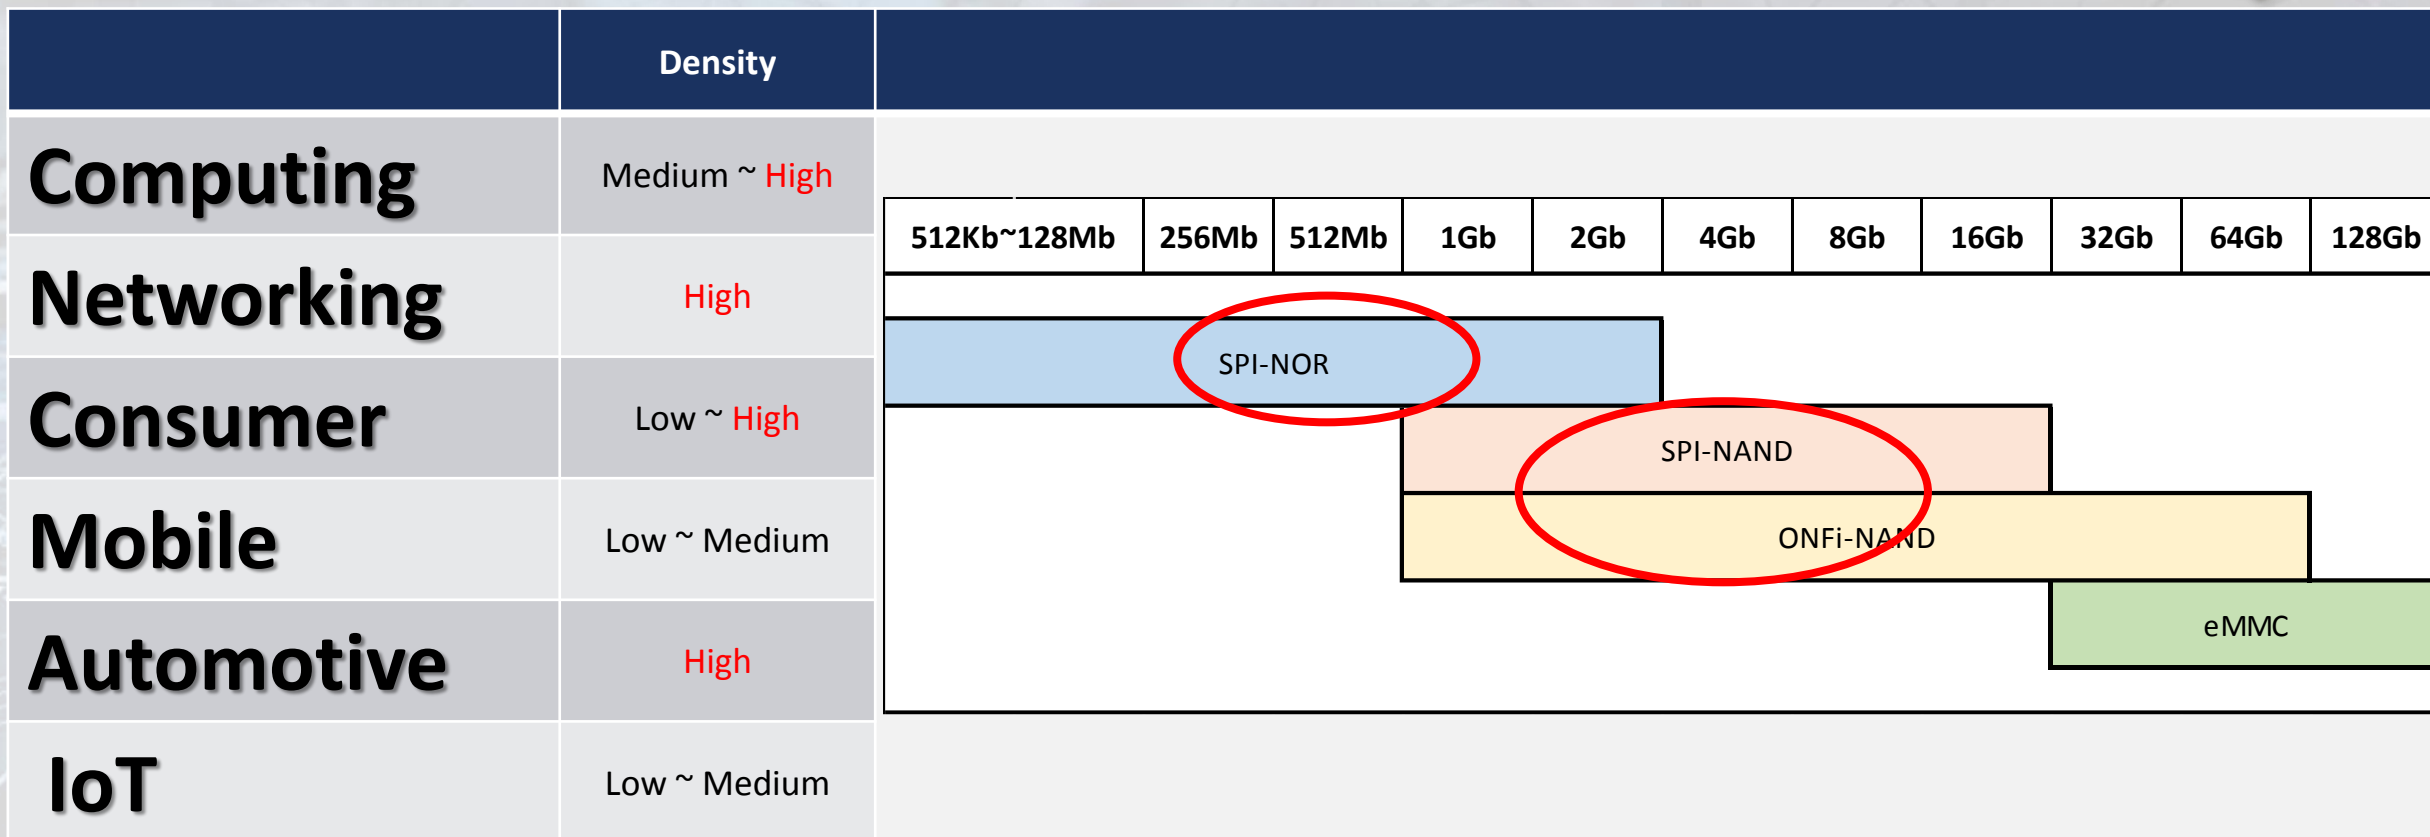 Density
Computing
Medium ~ High
512Kb~128Mb 256Mb 512Mb 1Gb 2Gb 4Gb 8Gb 16Gb 32Gb 64Gb 128Gb
Networking
High
SPI-NOR
Consumer
Low ~ High
SPI-NAND
Mobile
Low ~ Medium
ONFi-NAND
Automotive
High
eMMC
IoT
Low ~ Medium